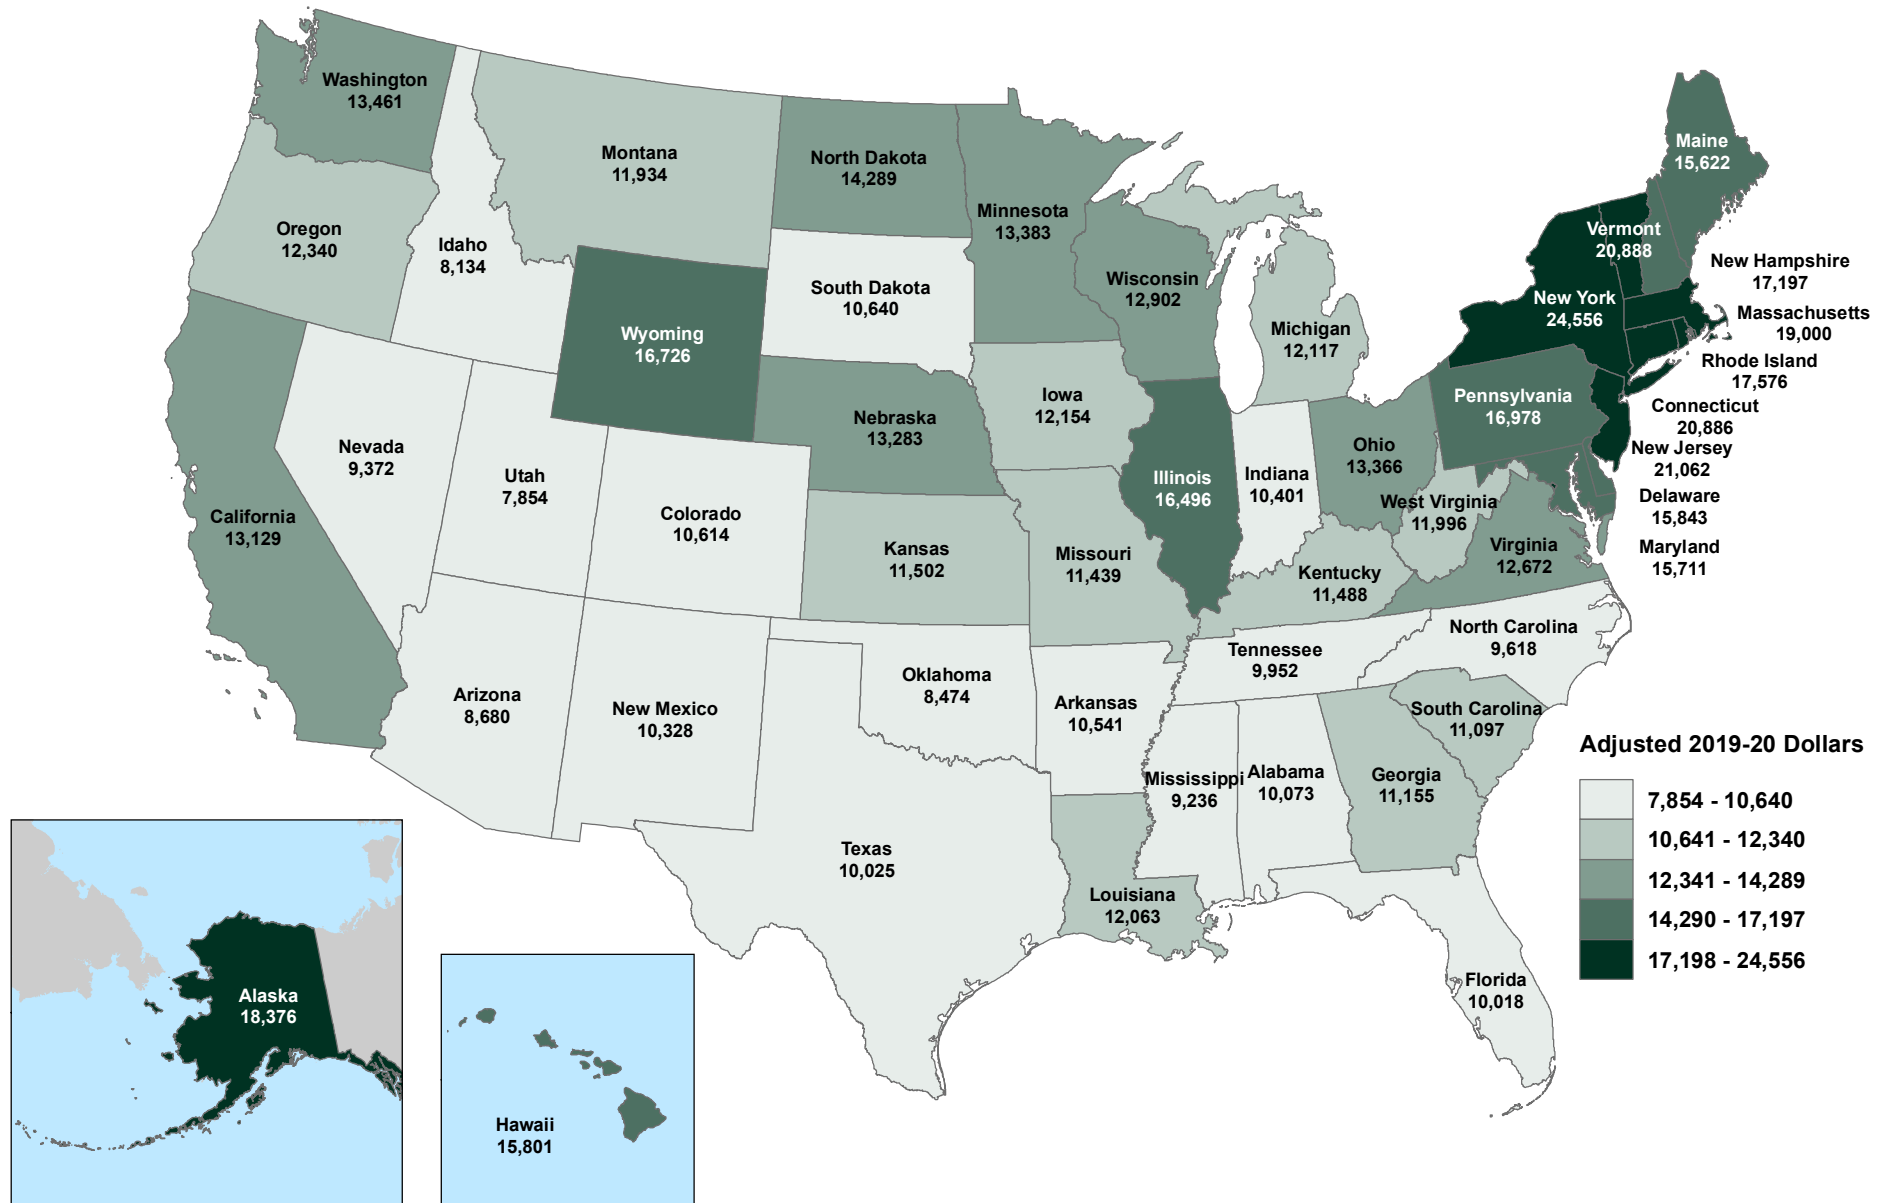 Washington
13,461
Montana
11,934
North Dakota
14,289
Minnesota
13,383
Maine
15,622
Oregon
12,340
Idaho
8,134
Wyoming
16,726
South Dakota
10,640
Wisconsin
12,902
Michigan
12,117
Vermont
20,888
New York
24,556
New Hampshire
17,197
Massachusetts
19,000
Rhode Island
17,576
Connecticut
20,886
New Jersey
21,062
Delaware
15,843
Maryland
15,711
Pennsylvania
16,978
Nevada
9,372
Utah
7,854
Colorado
10,614
Nebraska
13,283
Iowa
12,154
Illinois
16,496
Indiana
10,401
Ohio
13,366
West Virginia
11,996
Virginia
12,672
California
13,129
Kansas
11,502
Missouri
11,439
Kentucky
11,488
Arizona
8,680
New Mexico
10,328
Oklahoma
8,474
Arkansas
10,541
Tennessee
9,952
North Carolina
9,618
South Carolina
11,097
Texas
10,025
Louisiana
12,063
Mississippi
9,236
Alabama
10,073
Georgia
11,155
Florida
10,018
Alaska
18,376
Hawaii
15,801
Adjusted 2019-20 Dollars
7,854 - 10,640
10,641 - 12,340
12,341 - 14,289
14,290 - 17,197
17,198 - 24,556